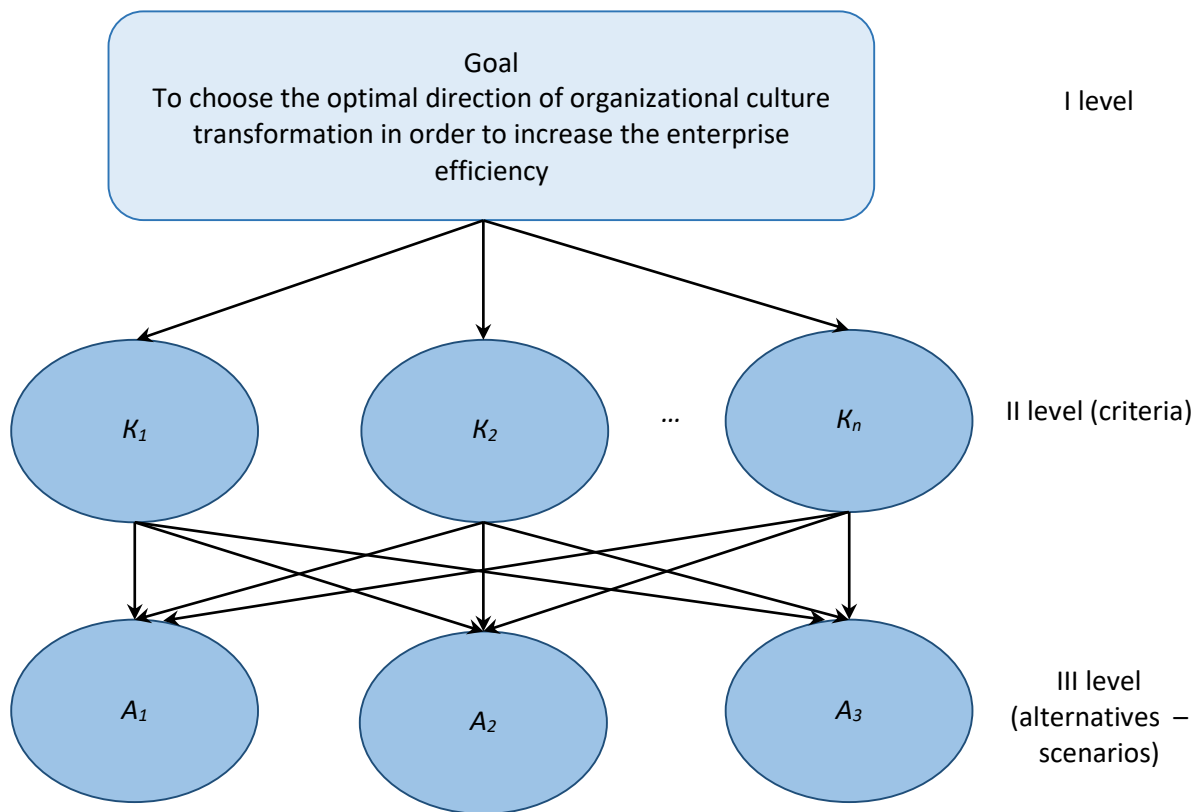 Goal
To choose the optimal direction of organizational culture
transformation in order to increase the enterprise
efficiency
I level
K₁
K₂
...
Kₙ
II level (criteria)
A₁
A₂
A₃
III level
(alternatives –
scenarios)